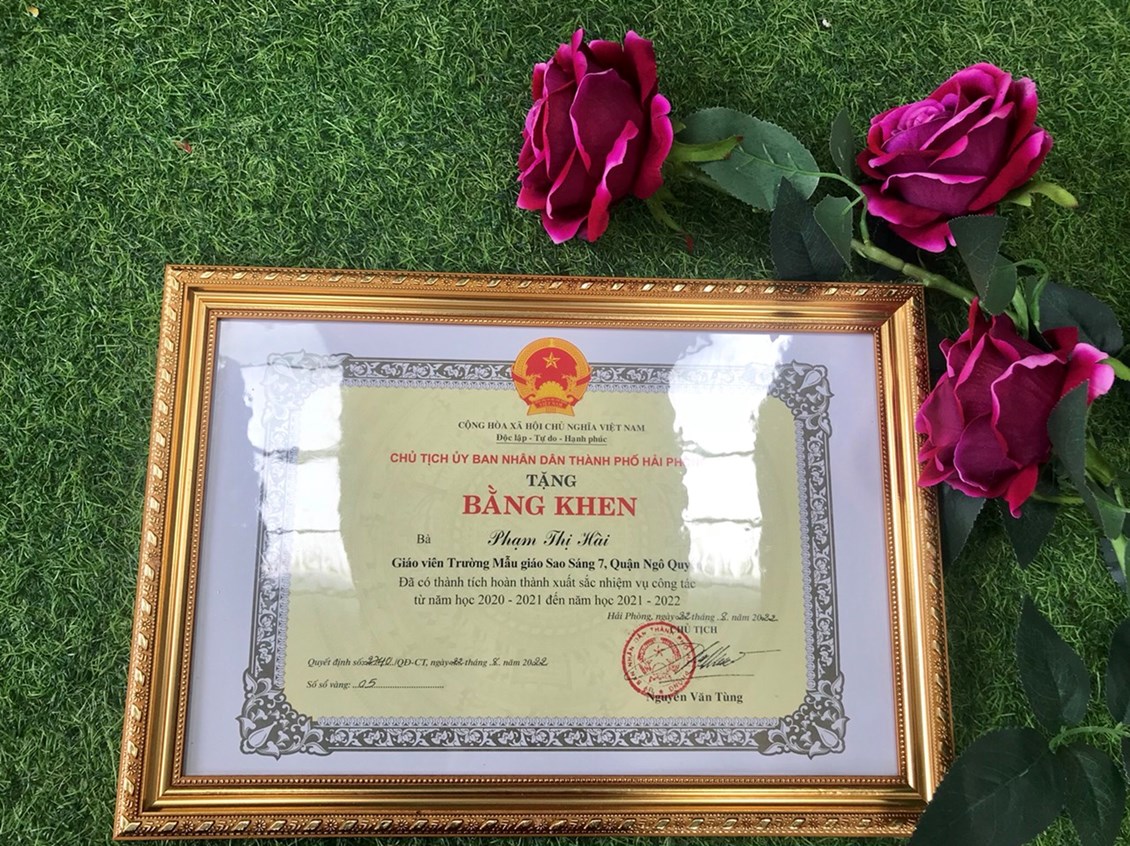 CỘNG HÒA XÃ HỘI CHỦ NGHĨA VIỆT NAM
Độc lập - Tự do - Hạnh phúc
CHỦ TỊCH ỦY BAN NHÂN DÂN THÀNH PHỐ HẢI PHÒNG
TẶNG
BẰNG KHEN
Bà Phạm Thị Hài
Giáo viên Trường Mẫu giáo Sao Sáng 7, Quận Ngô Quy
Đã có thành tích hoàn thành xuất sắc nhiệm vụ công tác
từ năm học 2020 - 2021 đến năm học 2021 - 2022
Hải Phòng, ngày 22 tháng 8 năm 2022
CHỦ TỊCH
Quyết định số: /QĐ-CT, ngày 22 tháng 8 năm 2022
Số sổ vàng: 05
Nguyễn Văn Tùng